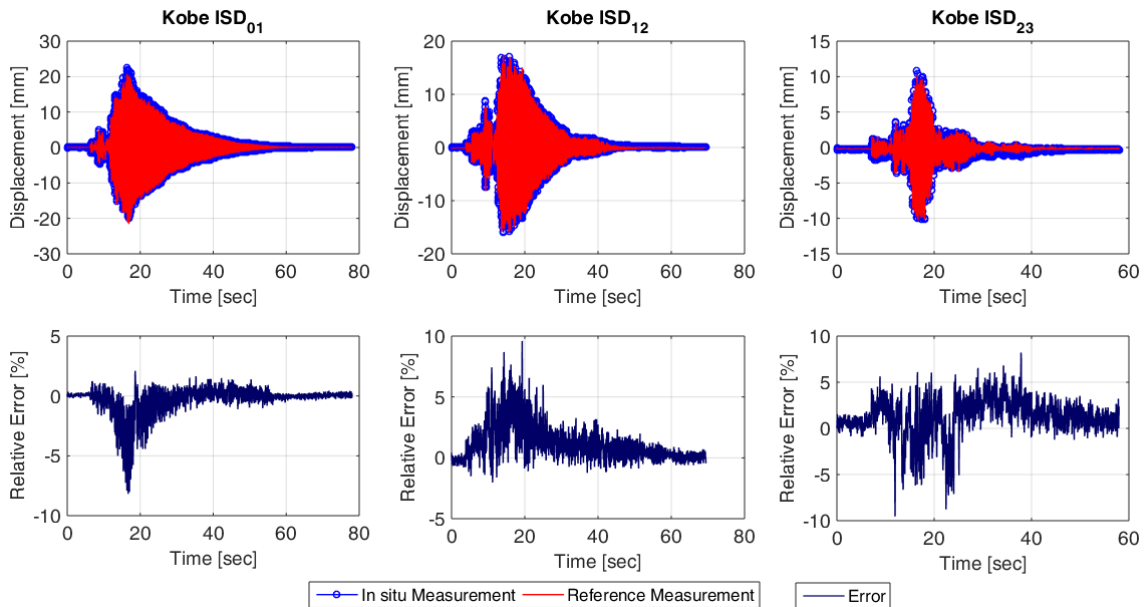 Kobe ISD01
Kobe ISD12
Kobe ISD23
30
20
10
0
-10
-20
-30
Displacement [mm]
0 20 40 60 80
Time [sec]
20
10
0
-10
-20
Displacement [mm]
0 20 40 60 80
Time [sec]
15
10
5
0
-5
-10
-15
Displacement [mm]
0 20 40 60
Time [sec]
5
0
-5
-10
Relative Error [%]
0 20 40 60 80
Time [sec]
10
5
0
-5
Relative Error [%]
0 20 40 60 80
Time [sec]
10
5
0
-5
-10
Relative Error [%]
0 20 40 60
Time [sec]
In situ Measurement Reference Measurement
Error